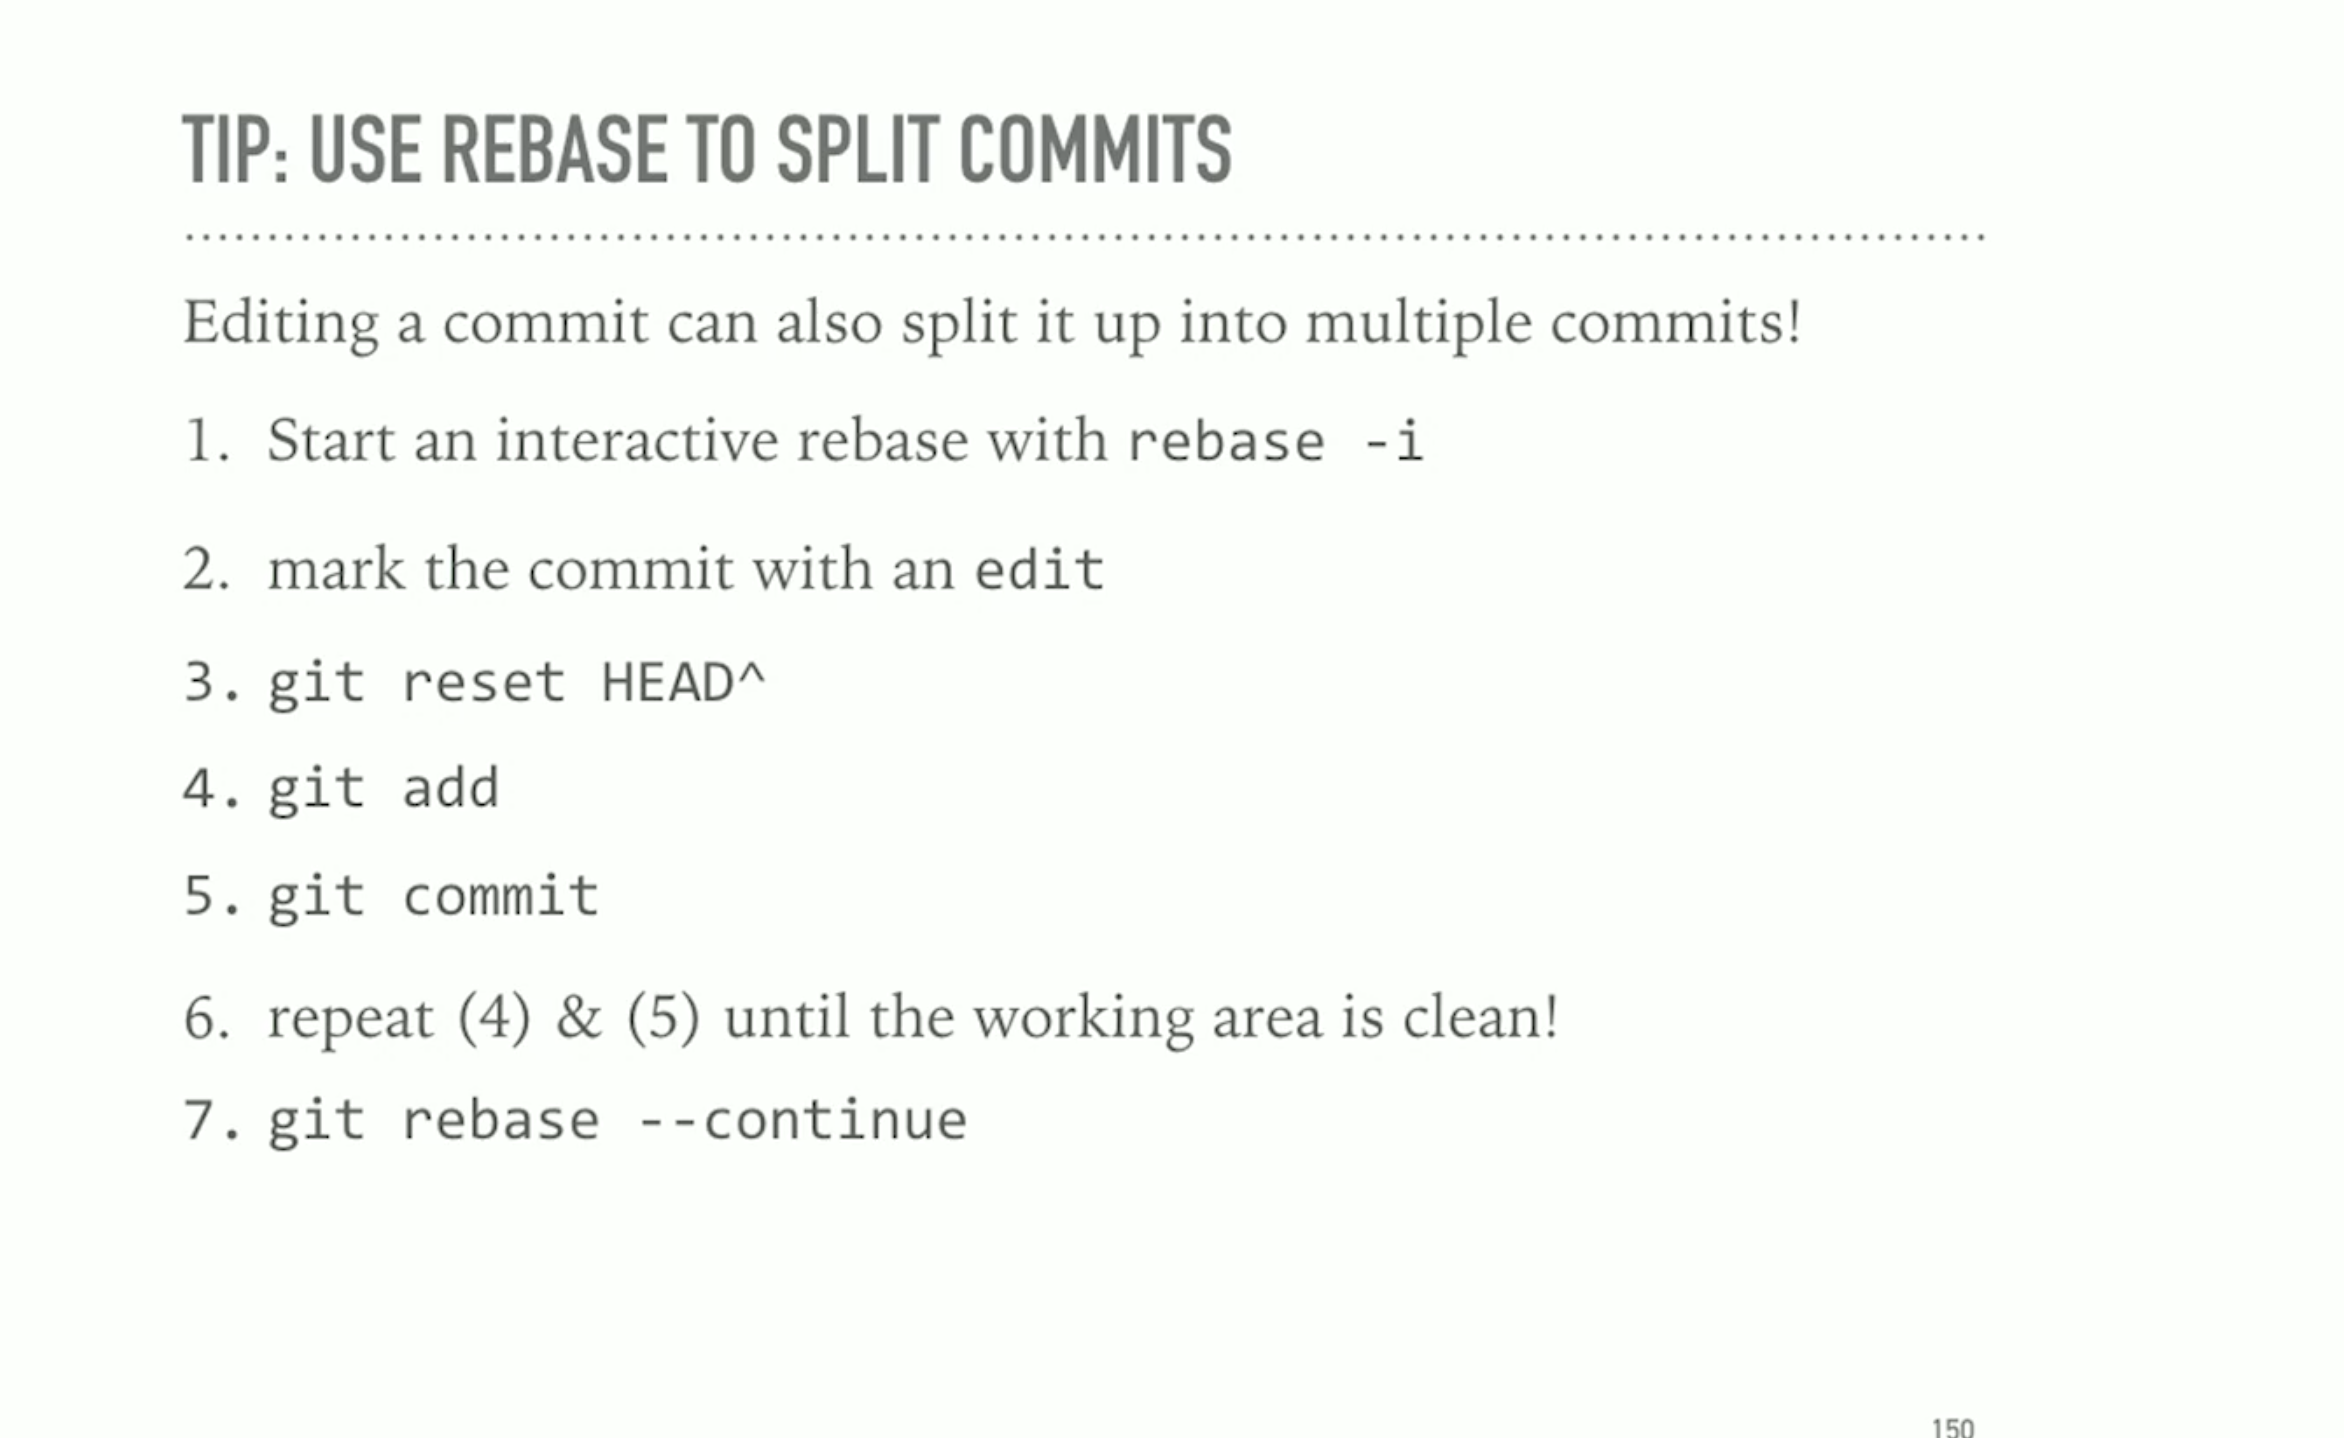 TIP: USE REBASE TO SPLIT COMMITS
Editing a commit can also split it up into multiple commits!
1. Start an interactive rebase with rebase -i
2. mark the commit with an edit
3. git reset HEAD^
4. git add
5. git commit
6. repeat (4) & (5) until the working area is clean!
7. git rebase --continue
150